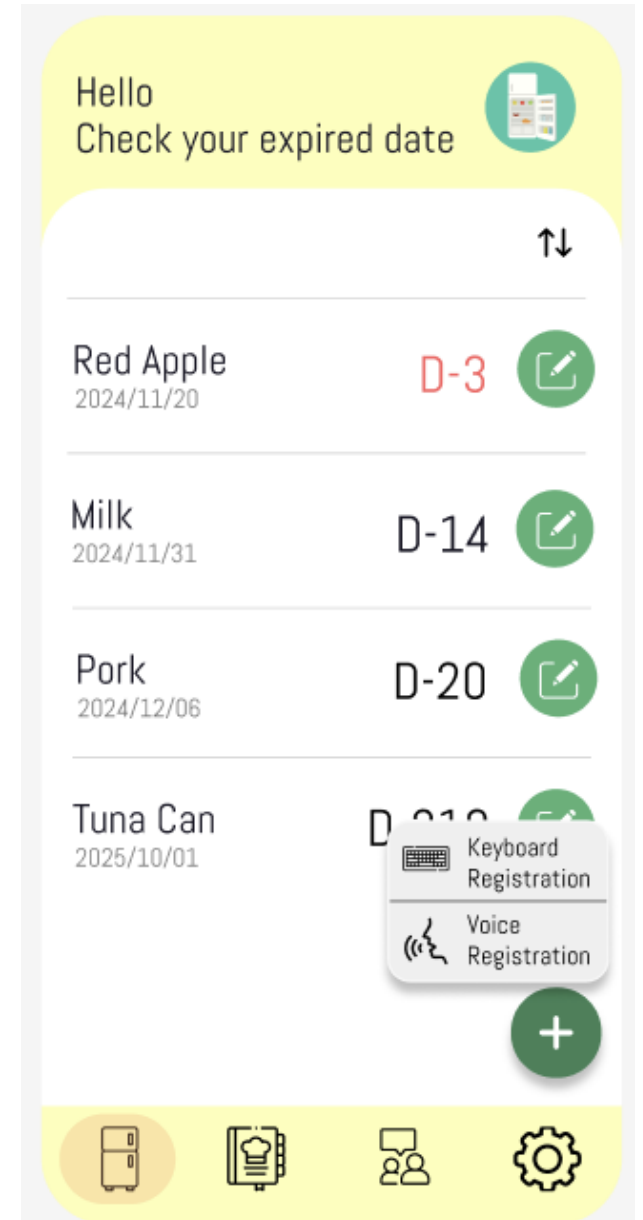 Hello
Check your expired date
Red Apple
2024/11/20
D-3
Milk
2024/11/31
D-14
Pork
2024/12/06
D-20
Tuna Can
2025/10/01
Keyboard
Registration
Voice
Registration